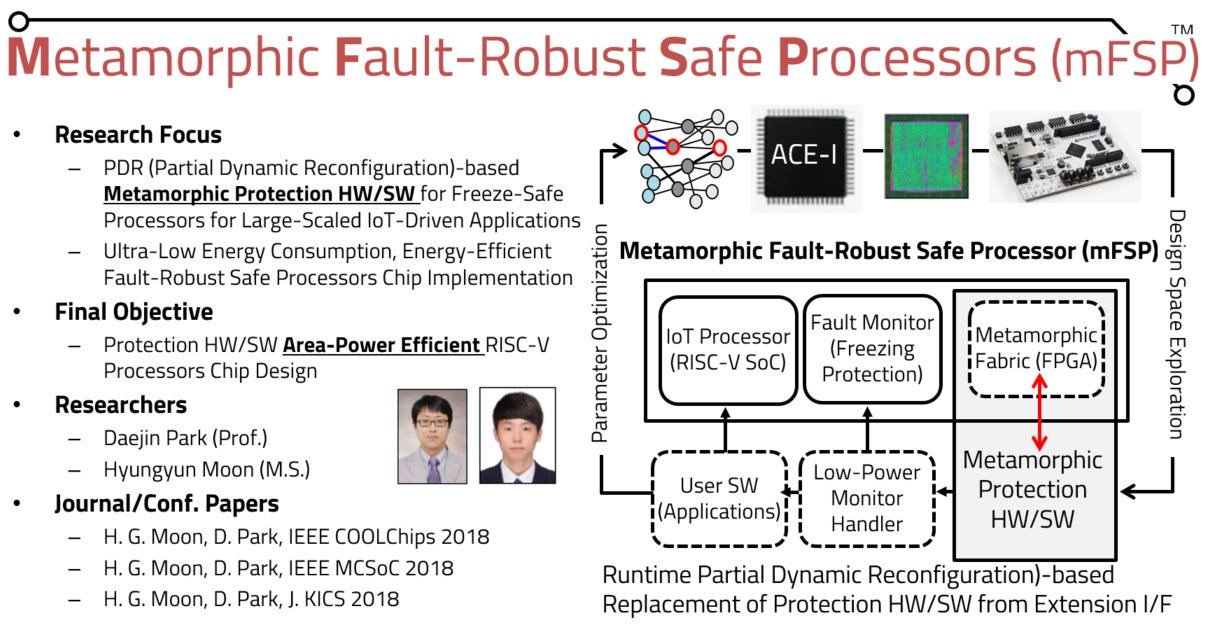 Metamorphic Fault-Robust Safe Processors (mFSP)™
• Research Focus
– PDR (Partial Dynamic Reconfiguration)-based
Metamorphic Protection HW/SW for Freeze-Safe
Processors for Large-Scaled IoT-Driven Applications
– Ultra-Low Energy Consumption, Energy-Efficient
Fault-Robust Safe Processors Chip Implementation
• Final Objective
– Protection HW/SW Area-Power Efficient RISC-V
Processors Chip Design
• Researchers
– Daejin Park (Prof.)
– Hyungyun Moon (M.S.)
• Journal/Conf. Papers
– H. G. Moon, D. Park, IEEE COOLChips 2018
– H. G. Moon, D. Park, IEEE MCSoC 2018
– H. G. Moon, D. Park, J. KICS 2018
ACE-I
Parameter Optimization
Design Space Exploration
Metamorphic Fault-Robust Safe Processor (mFSP)
IoT Processor
(RISC-V SoC)
Fault Monitor
(Freezing
Protection)
Metamorphic
Fabric (FPGA)
User SW
(Applications)
Low-Power
Monitor
Handler
Metamorphic
Protection
HW/SW
Runtime Partial Dynamic Reconfiguration)-based
Replacement of Protection HW/SW from Extension I/F